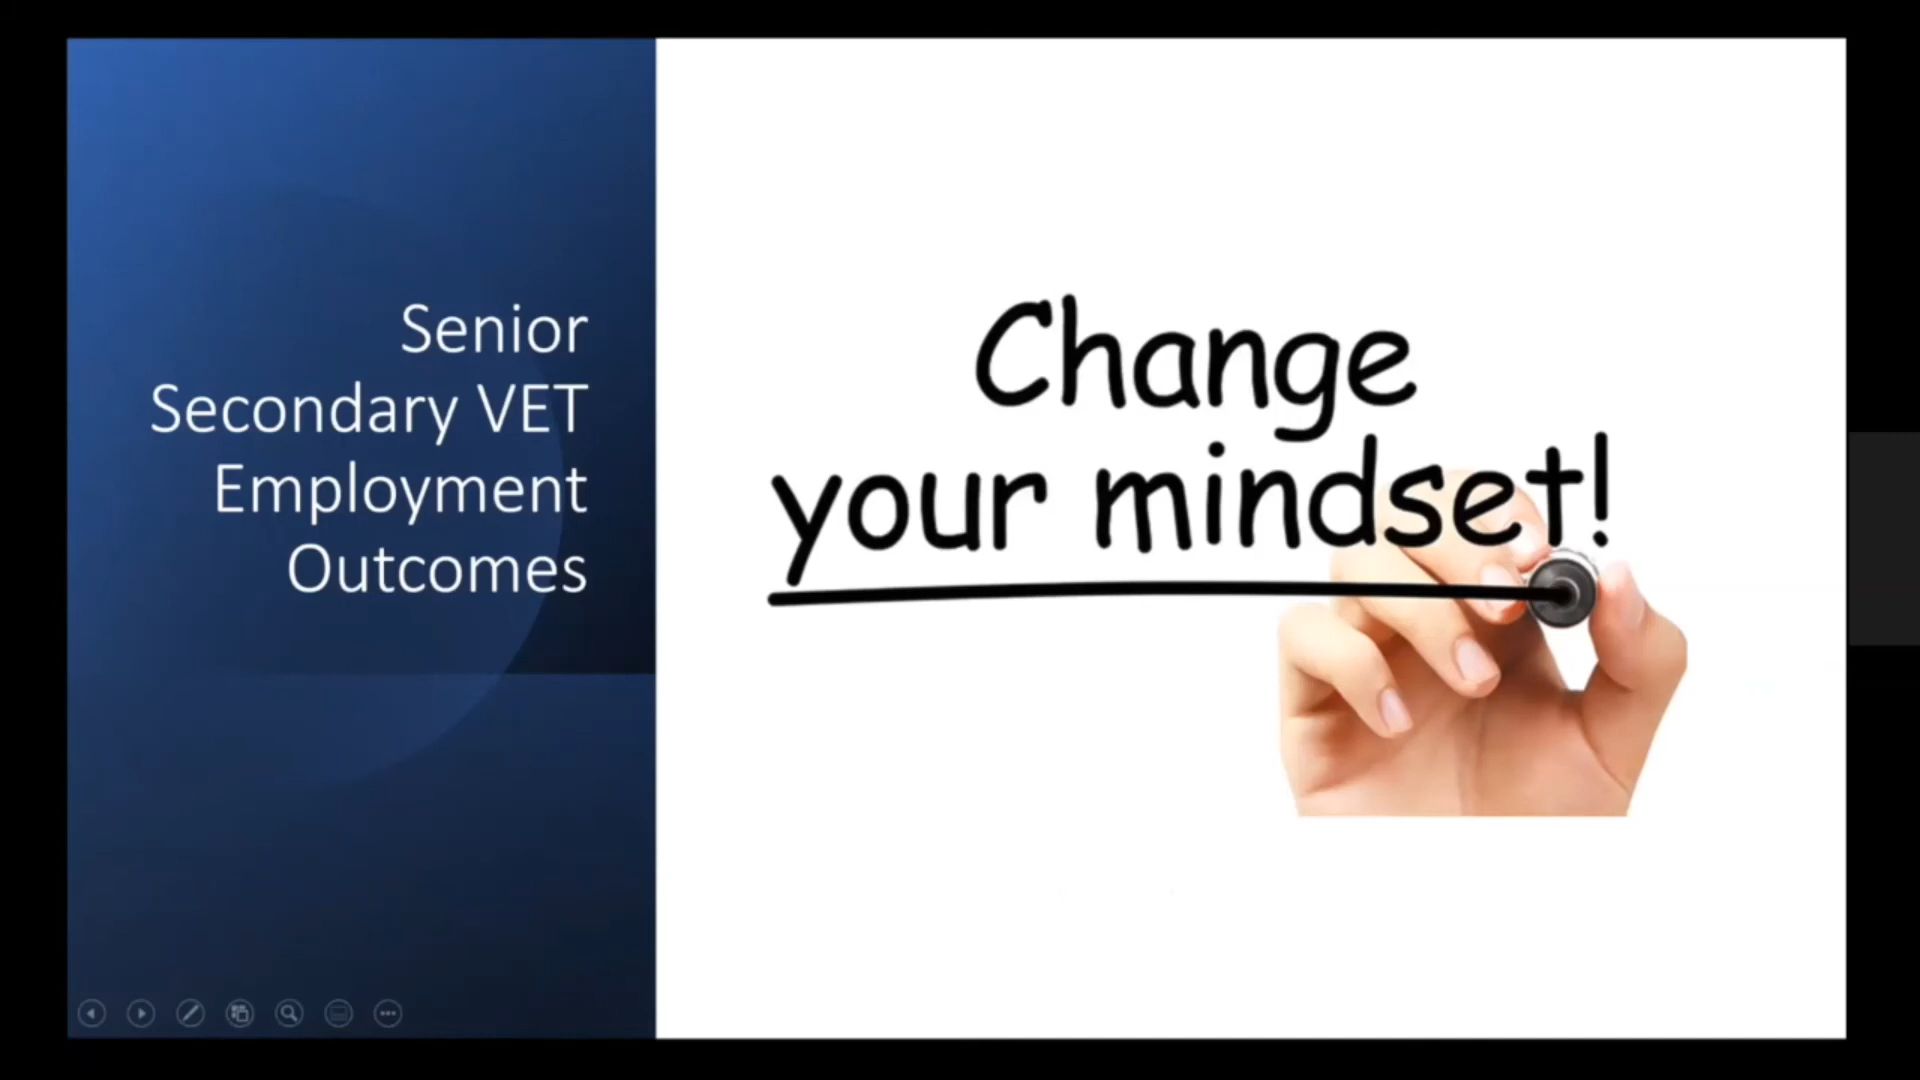 Senior
Secondary VET
Employment
Outcomes
Change
your mindset!